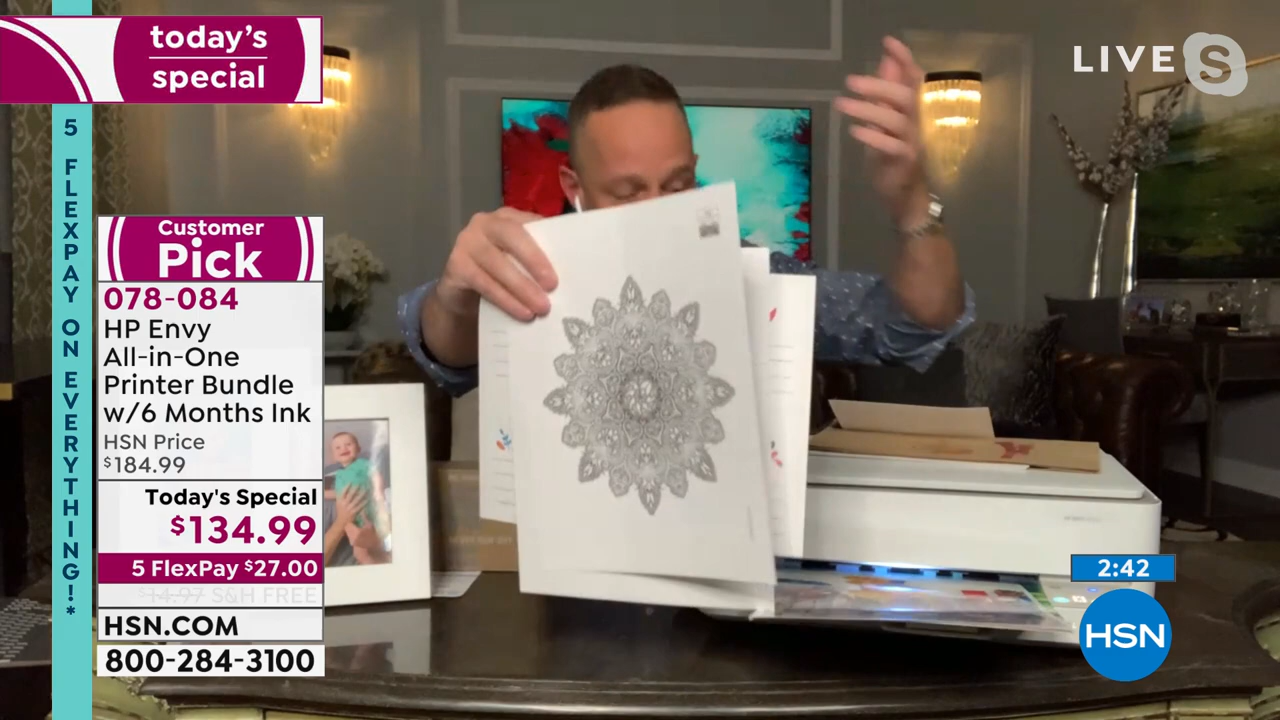 today's
special
LIVE S
5 FLEXPAY ON EVERYTHING!*
Customer
Pick
078-084
HP Envy
All-in-One
Printer Bundle
w/6 Months Ink
HSN Price
$184.99
Today's Special
$134.99
5 FlexPay $27.00
$14.97 S&H FREE
HSN.COM
800-284-3100
2:42
HSN